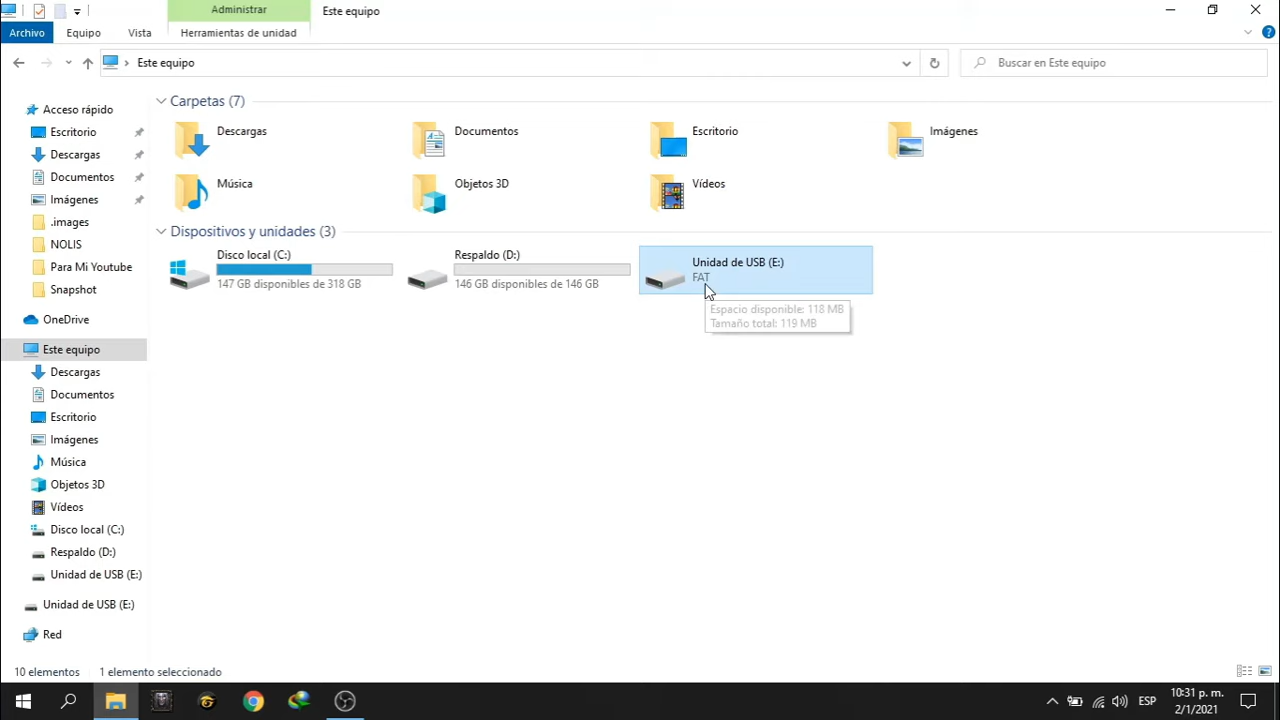 Administrar
Este equipo
Archivo
Equipo
Vista
Herramientas de unidad
Este equipo
Buscar en Este equipo
Acceso rápido
Escritorio
Descargas
Documentos
Imágenes
.images
NOLIS
Para Mi Youtube
Snapshot
OneDrive
Este equipo
Descargas
Documentos
Escritorio
Imágenes
Música
Objetos 3D
Vídeos
Disco local (C:)
Respaldo (D:)
Unidad de USB (E:)
Unidad de USB (E:)
Red
Carpetas (7)
Descargas
Documentos
Escritorio
Imágenes
Música
Objetos 3D
Vídeos
Dispositivos y unidades (3)
Disco local (C:)
147 GB disponibles de 318 GB
Respaldo (D:)
146 GB disponibles de 146 GB
Unidad de USB (E:)
FAT
Espacio disponible: 118 MB
Tamaño total: 119 MB
10 elementos
1 elemento seleccionado
ESP
10:31 p. m.
2/1/2021